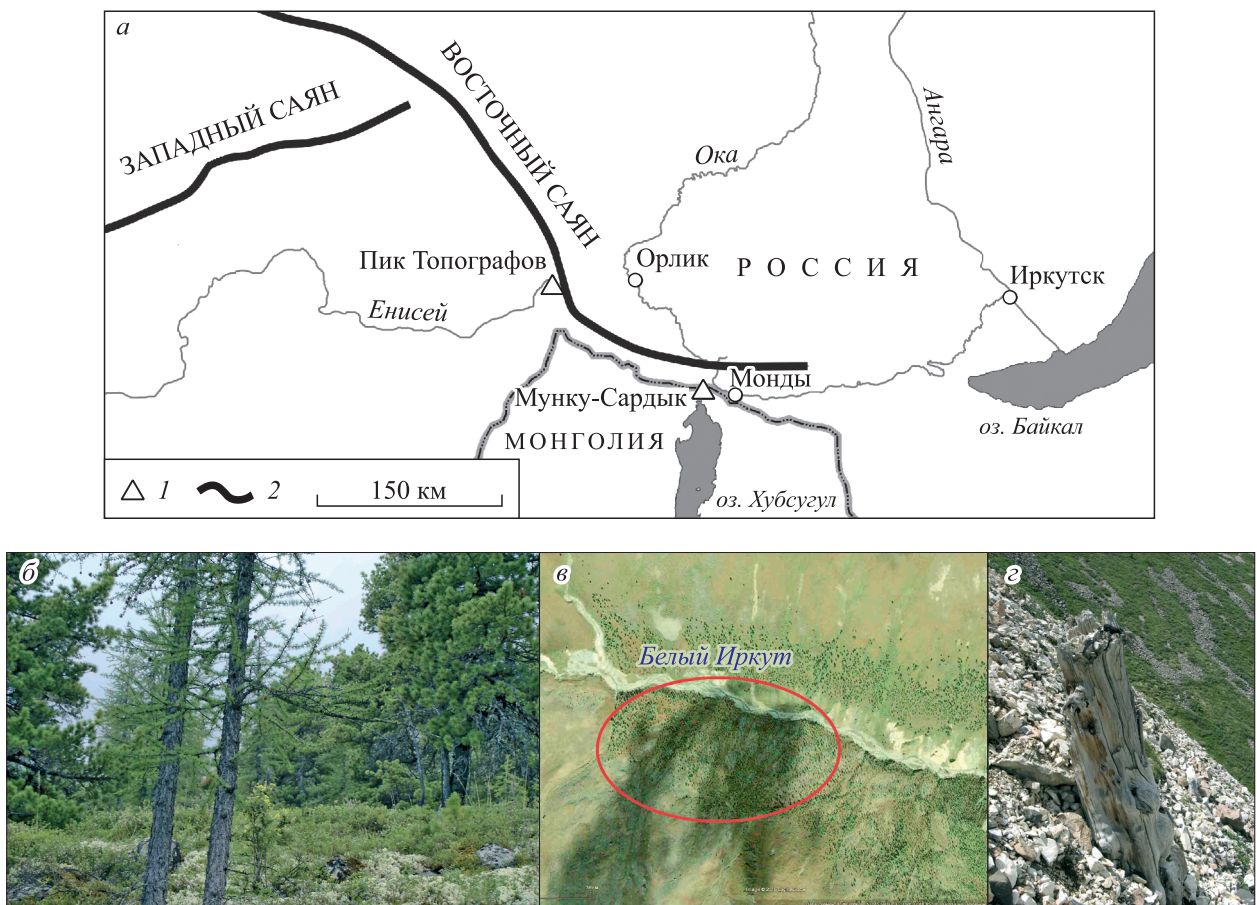 а
ЗАПАДНЫЙ САЯН
ВОСТОЧНЫЙ САЯН
Ангара
Ока
Пик Топографов
Орлик
РОССИЯ
Иркутск
Енисей
Монды
Мунку-Сардык
МОНГОЛИЯ
оз. Байкал
оз. Хубсугул
1
2
150 км
б
в
г
Белый Иркут